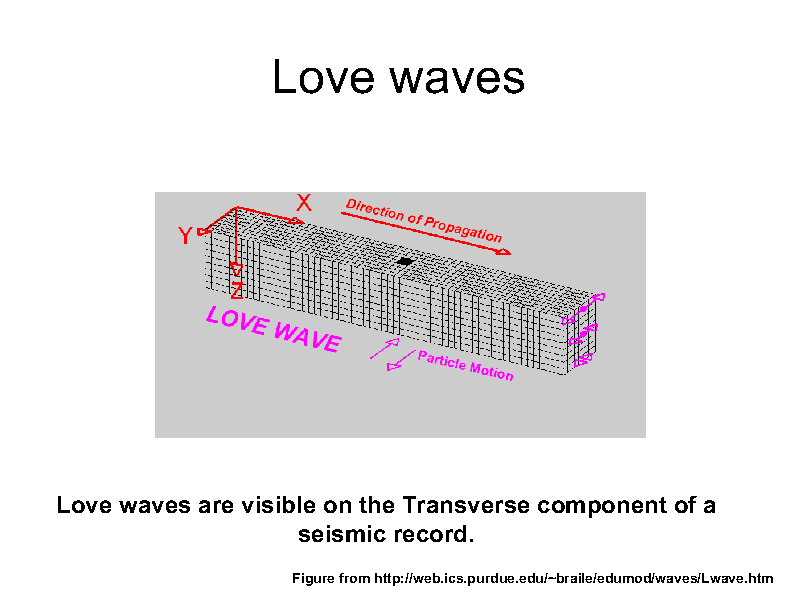 Love waves
X
Direction of Propagation
Y
Z
LOVE WAVE
Particle Motion
Love waves are visible on the Transverse component of a
seismic record.
Figure from http://web.ics.purdue.edu/~braile/edumod/waves/Lwave.htm